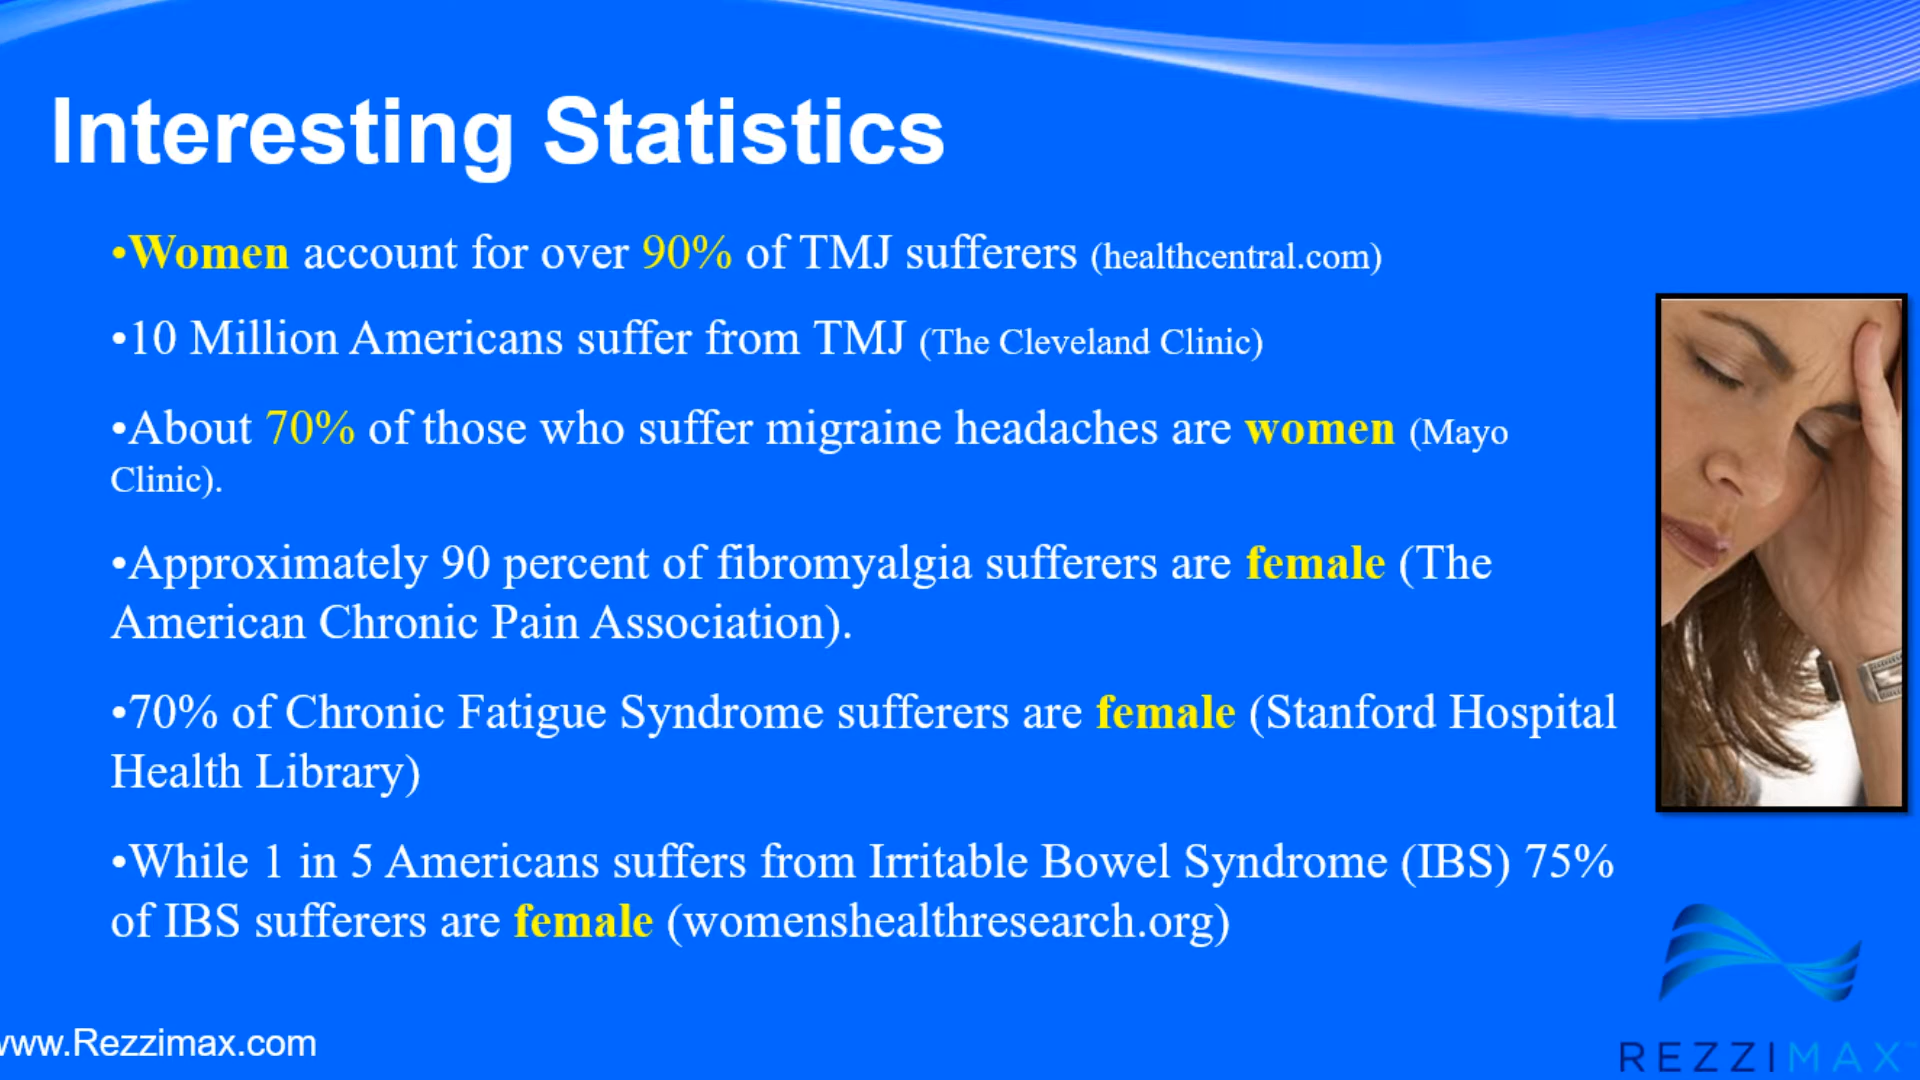 Interesting Statistics
•Women account for over 90% of TMJ sufferers (healthcentral.com)
•10 Million Americans suffer from TMJ (The Cleveland Clinic)
•About 70% of those who suffer migraine headaches are women (Mayo
Clinic).
•Approximately 90 percent of fibromyalgia sufferers are female (The
American Chronic Pain Association).
•70% of Chronic Fatigue Syndrome sufferers are female (Stanford Hospital
Health Library)
•While 1 in 5 Americans suffers from Irritable Bowel Syndrome (IBS) 75%
of IBS sufferers are female (womenshealthresearch.org)
www.Rezzimax.com
REZZIMAX